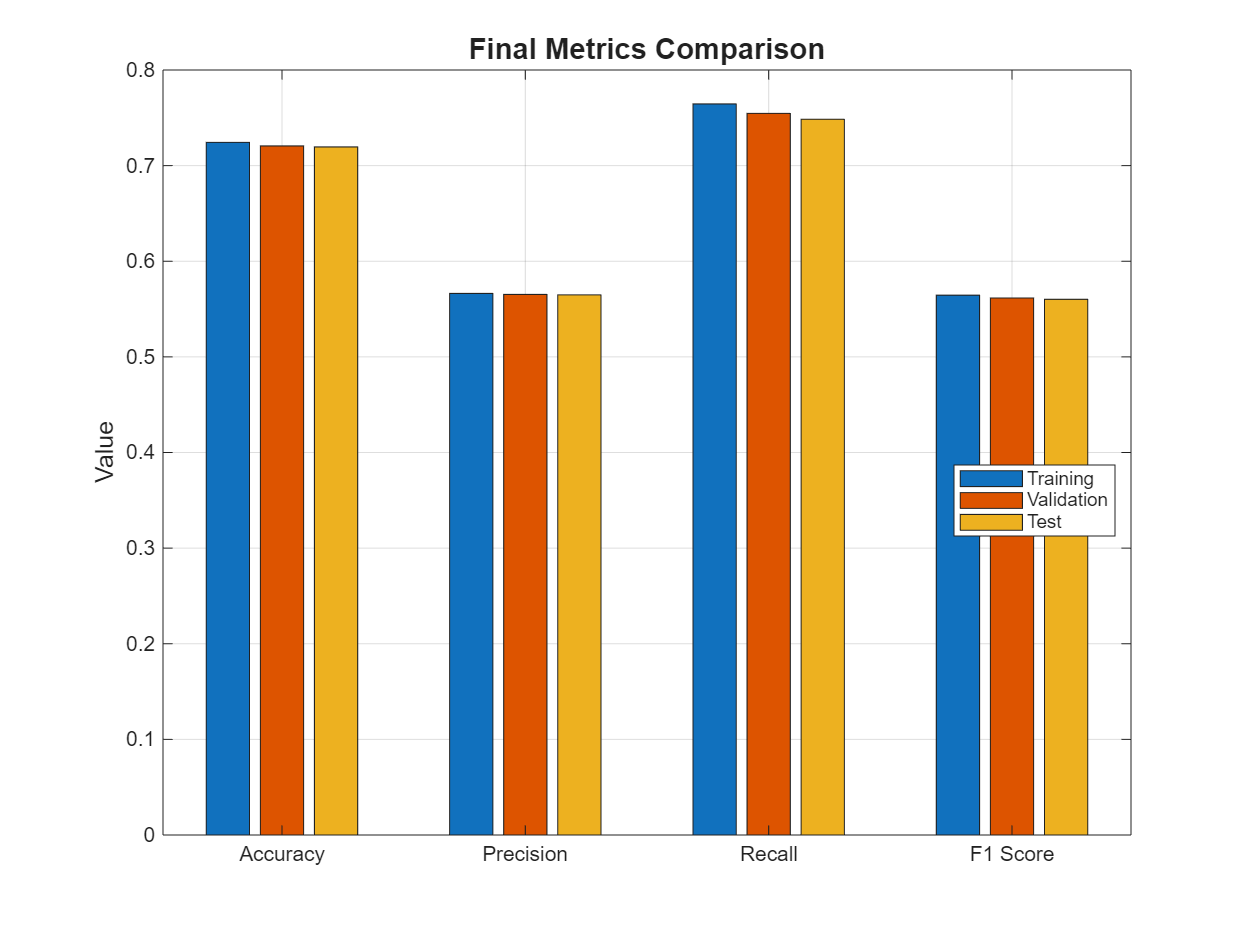 Final Metrics Comparison
0.8
0.7
0.6
0.5
0.4
0.3
0.2
0.1
0
Value
Training
Validation
Test
Accuracy Precision Recall F1 Score